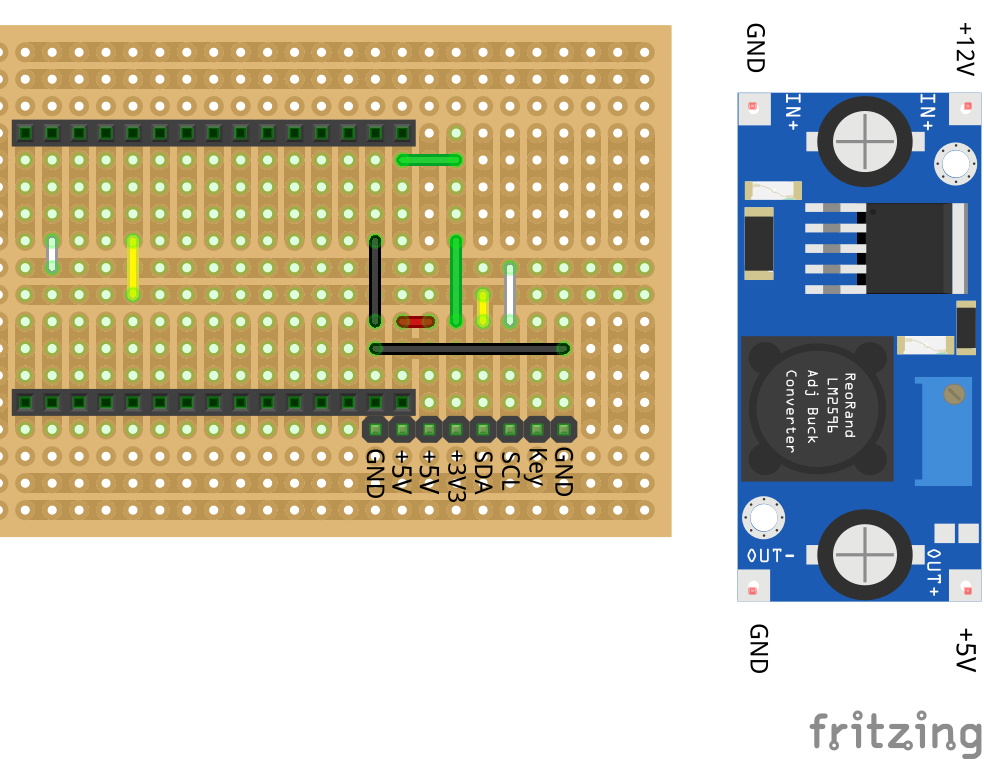 GND
+12V
IN+
IN+
ReoRand
LM2596
Adj Buck
Converter
GND
+5V
+5V
+3V3
SDA
SCL
Key
GND
OUT-
OUT+
GND
+5V
fritzing